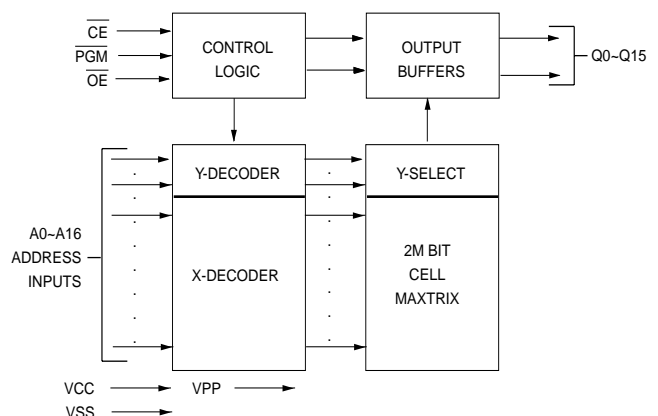 CE
PGM
OE
CONTROL
LOGIC
OUTPUT
BUFFERS
Q0~Q15
A0~A16
ADDRESS
INPUTS
Y-DECODER
X-DECODER
Y-SELECT
2M BIT
CELL
MAXTRIX
VCC
VPP
VSS